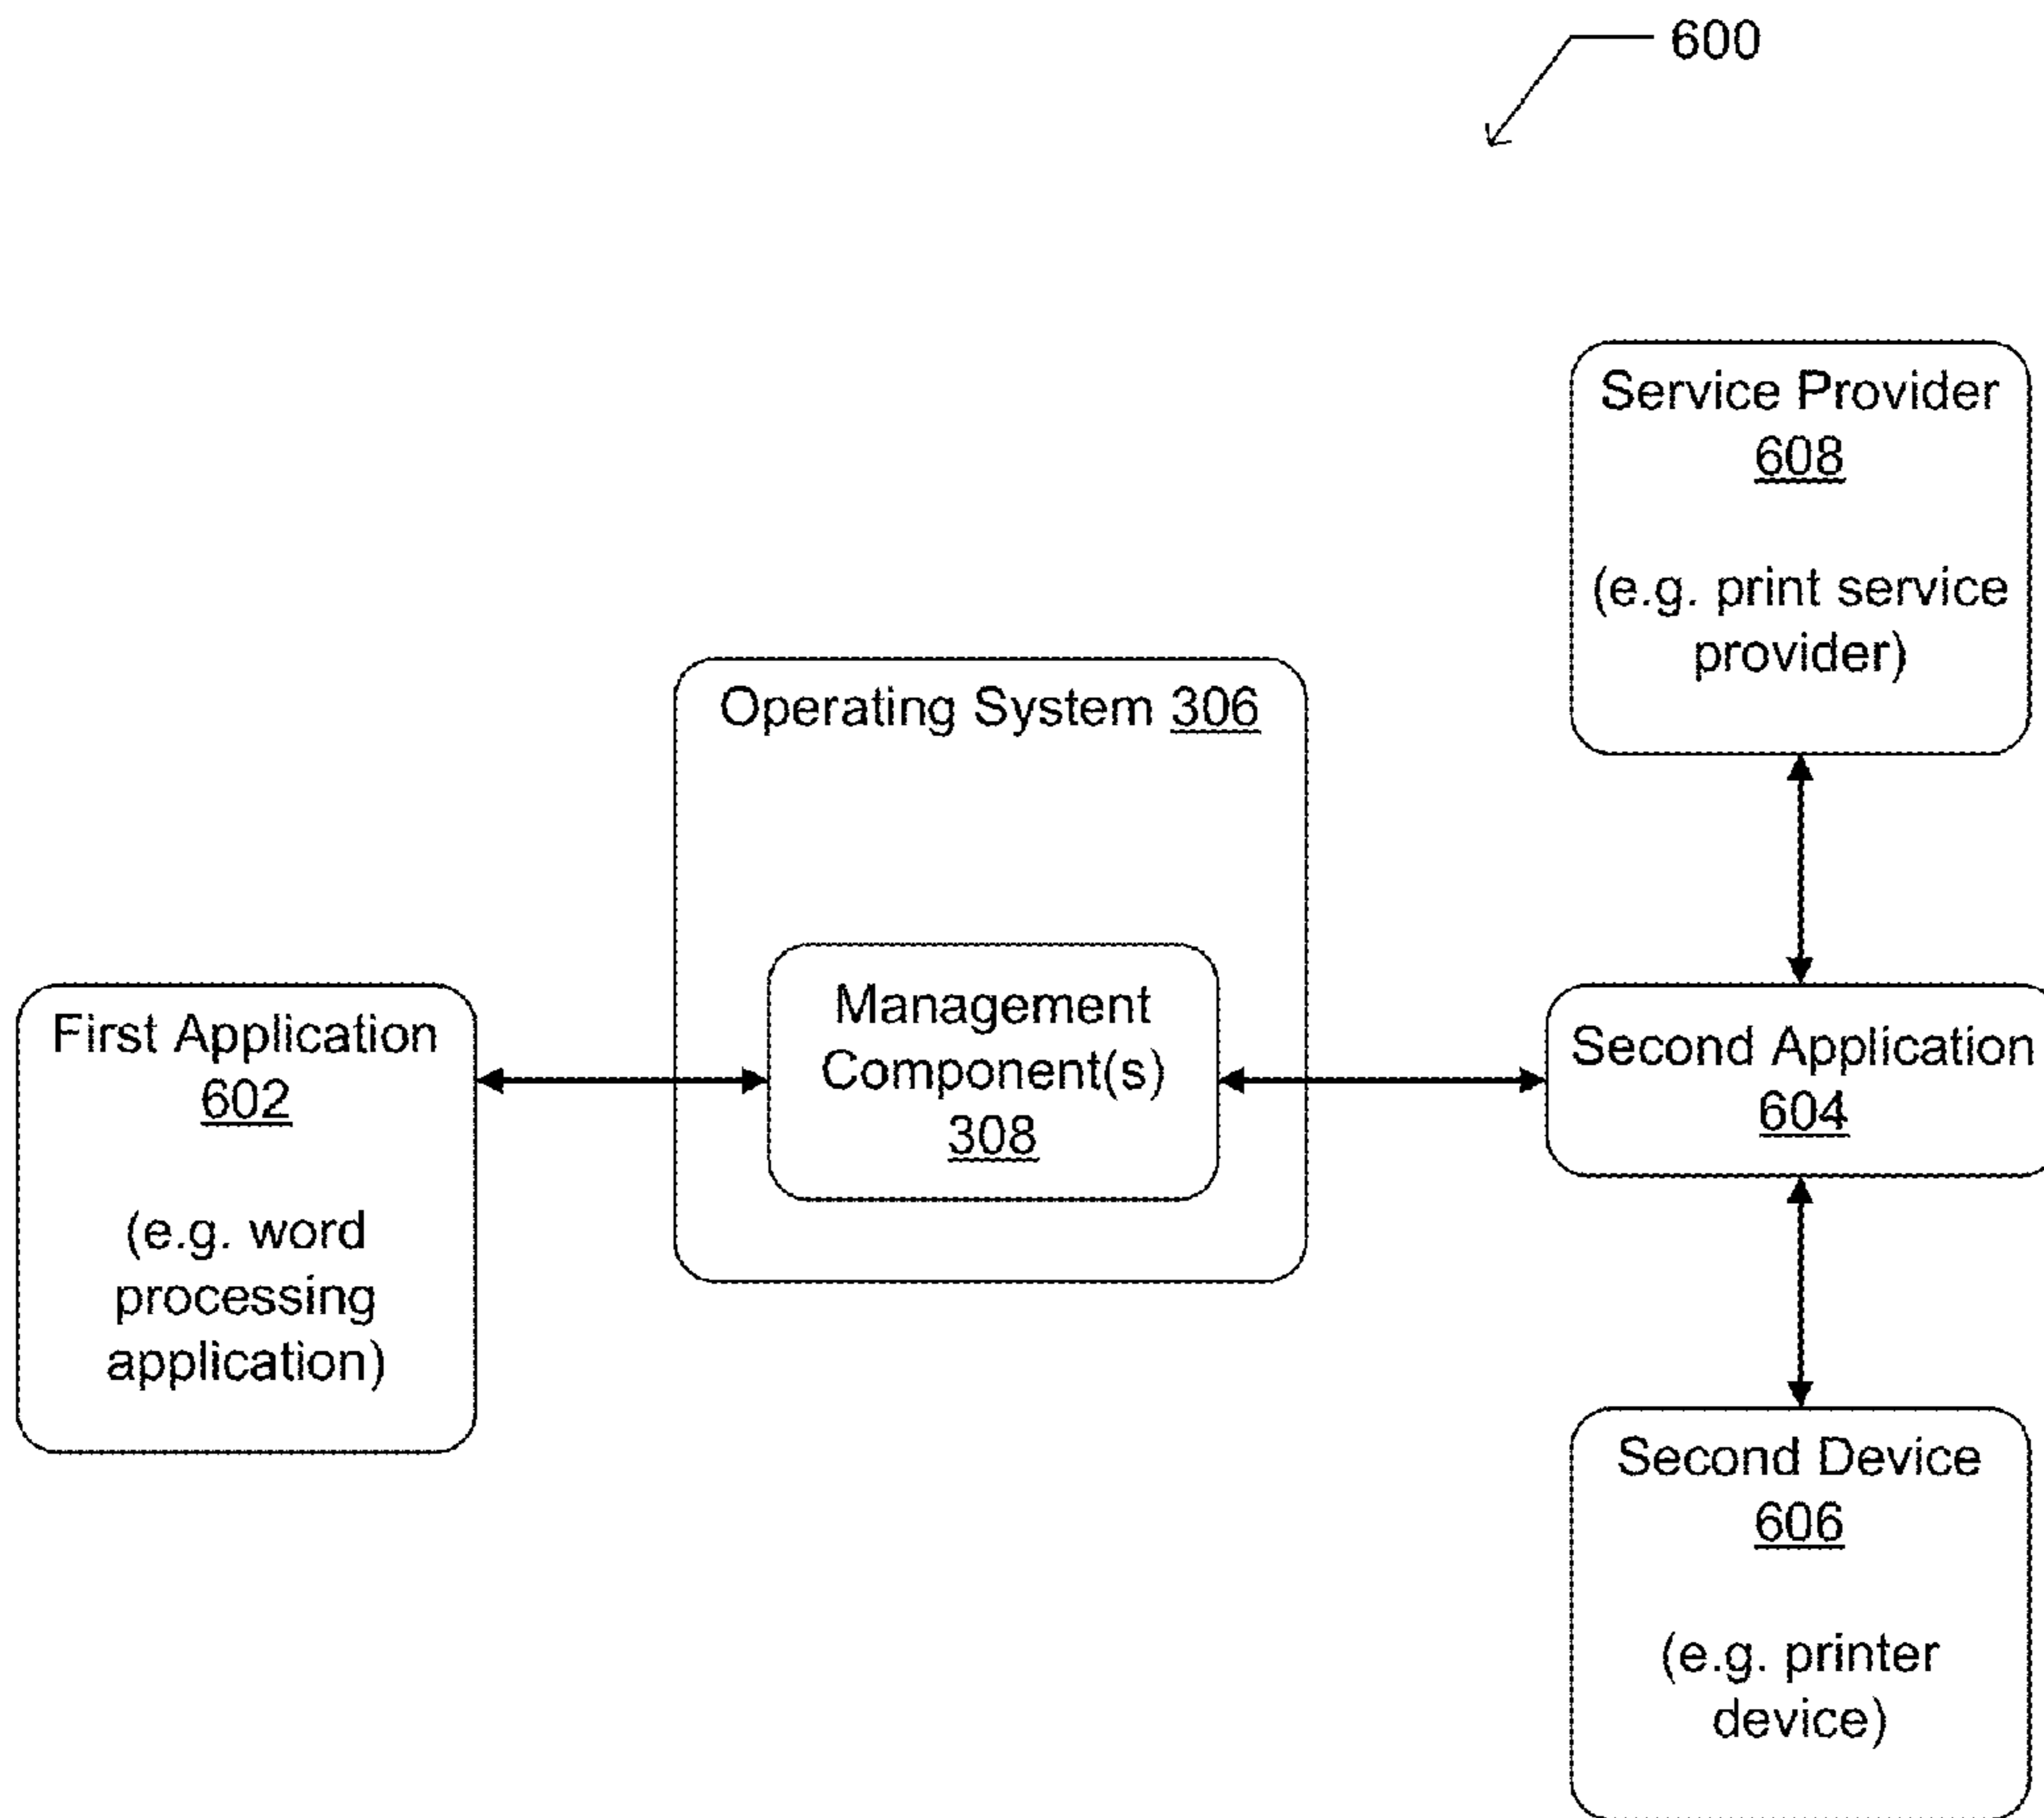 600
Service Provider
608
(e.g. print service
provider)
Operating System 306
Management
Component(s)
308
First Application
602
(e.g. word
processing
application)
Second Application
604
Second Device
606
(e.g. printer
device)